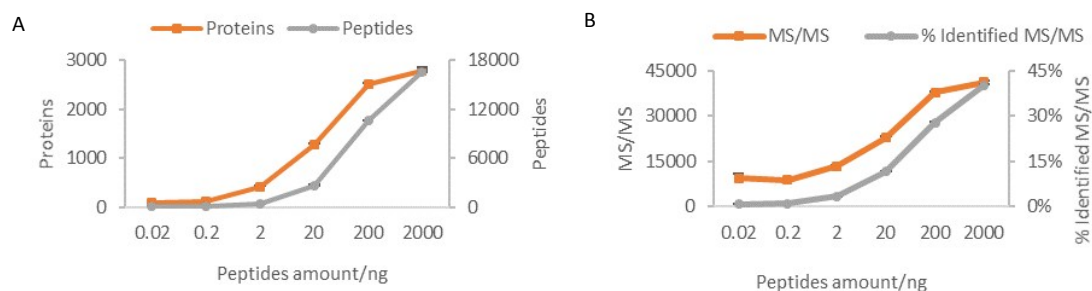 A
Proteins Peptides
3000
2000
1000
0
Proteins
18000
12000
6000
0
Peptides
0.02 0.2 2 20 200 2000
Peptides amount/ng
B
MS/MS % Identified MS/MS
45000
30000
15000
0
MS/MS
45%
30%
15%
0%
% Identified MS/MS
0.02 0.2 2 20 200 2000
Peptides amount/ng